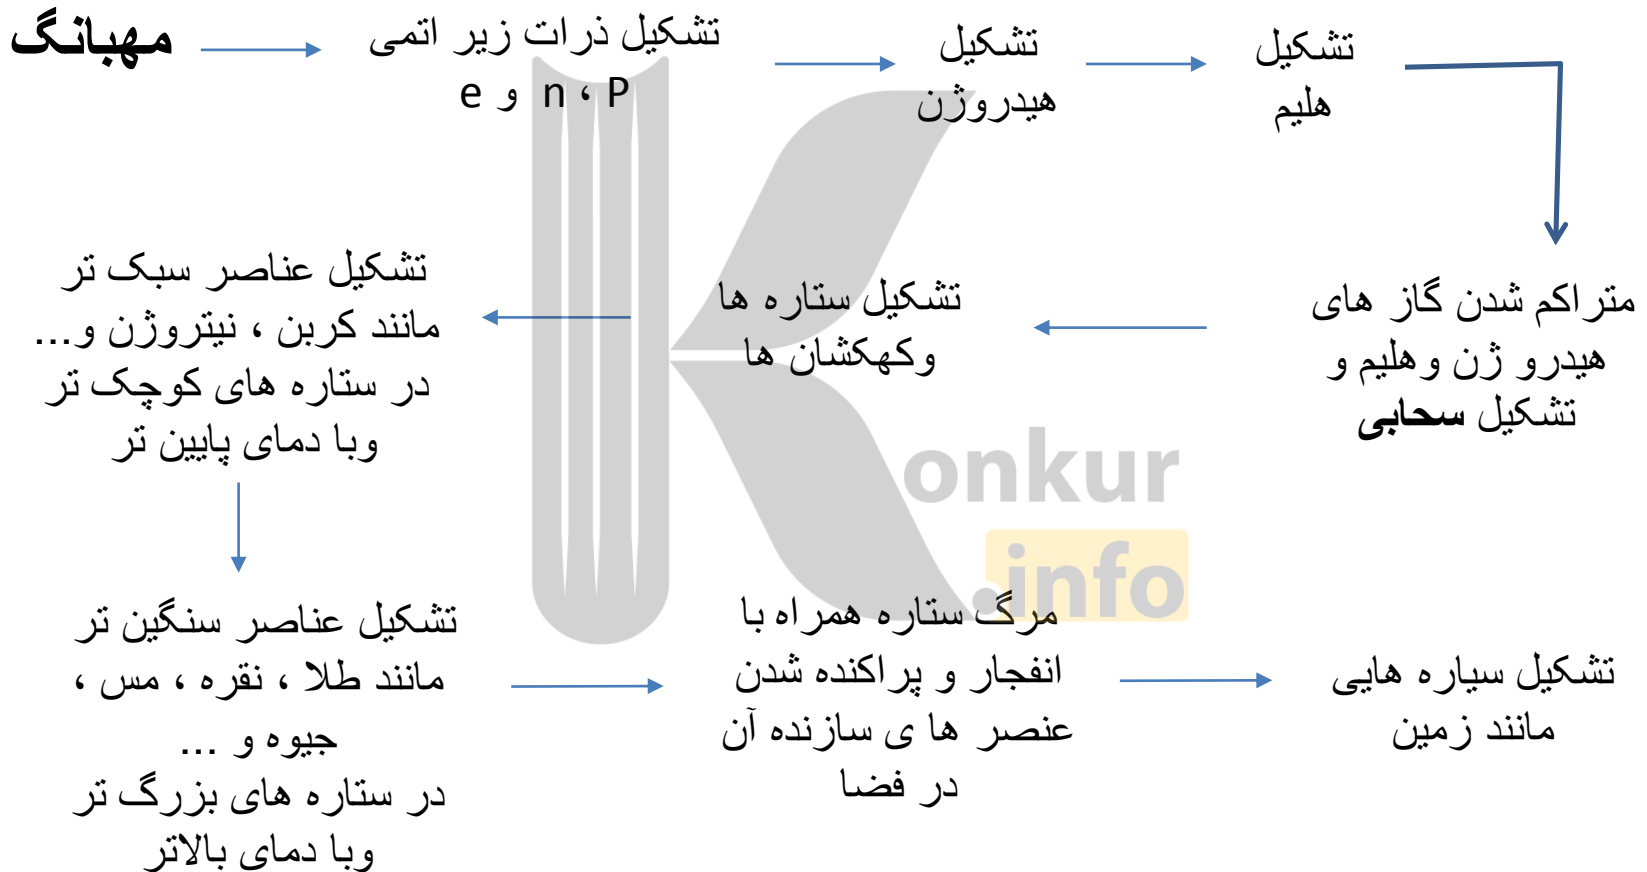 مهبانگ
تشکیل ذرات زیر اتمی
e و n ، P
تشکیل
هیدروژن
تشکیل
هلیم
متراکم شدن گاز های
هیدرو ژن وهلیم و
تشکیل سحابی
تشکیل ستاره ها
وکهکشان ها
تشکیل عناصر سبک تر
مانند کربن ، نیتروژن و...
در ستاره های کوچک تر
وبا دمای پایین تر
تشکیل عناصر سنگین تر
مانند طلا ، نقره ، مس ،
جیوه و ...
در ستاره های بزرگ تر
وبا دمای بالاتر
مرگ ستاره همراه با
انفجار و پراکنده شدن
عنصر ها ی سازنده آن
در فضا
تشکیل سیاره هایی
مانند زمین
Konkur
.info